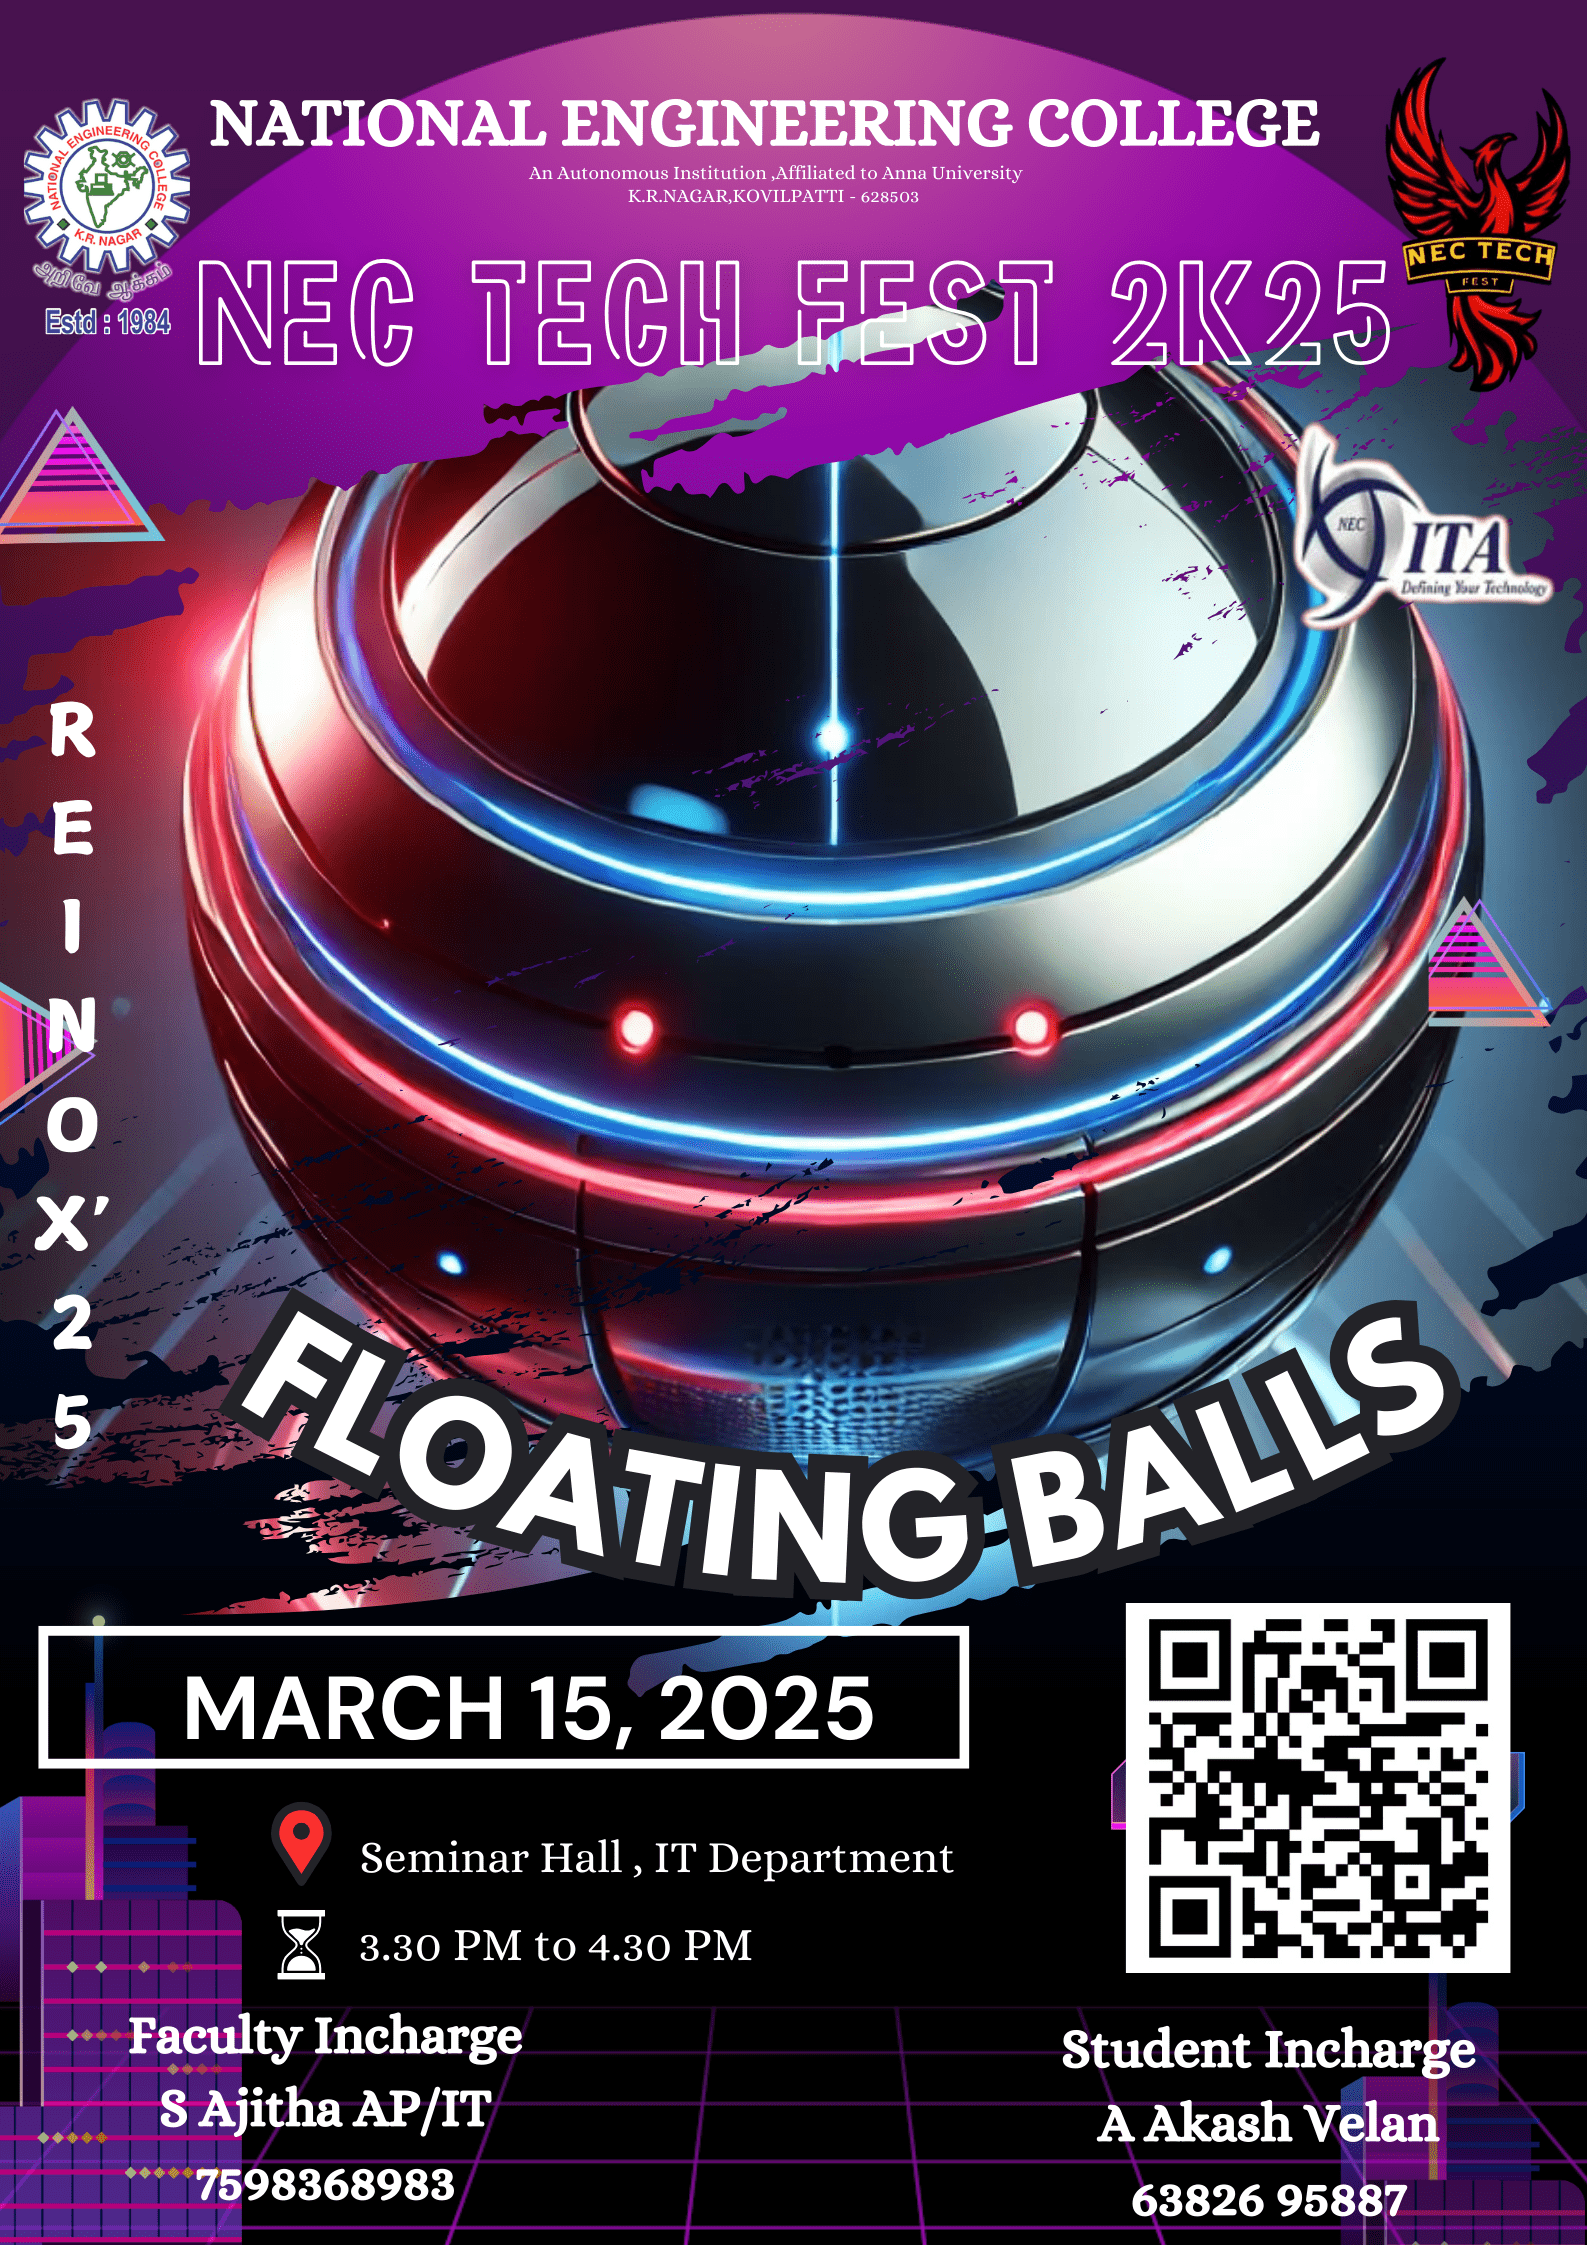 NATIONAL ENGINEERING COLLEGE
An Autonomous Institution ,Affiliated to Anna University
K.R.NAGAR,KOVILPATTI - 628503
NATIONAL ENGINEERING COLLEGE
K.R. NAGAR
அறிவே ஆக்கம்
Estd : 1984
NEC TECH FEST 2K25
NEC TECH
FEST
NEC
ITA
Defining Your Technology
REINOX'25
FLOATING BALLS
MARCH 15, 2025
Seminar Hall , IT Department
3.30 PM to 4.30 PM
Faculty Incharge
S Ajitha AP/IT
7598368983
Student Incharge
A Akash Velan
63826 95887